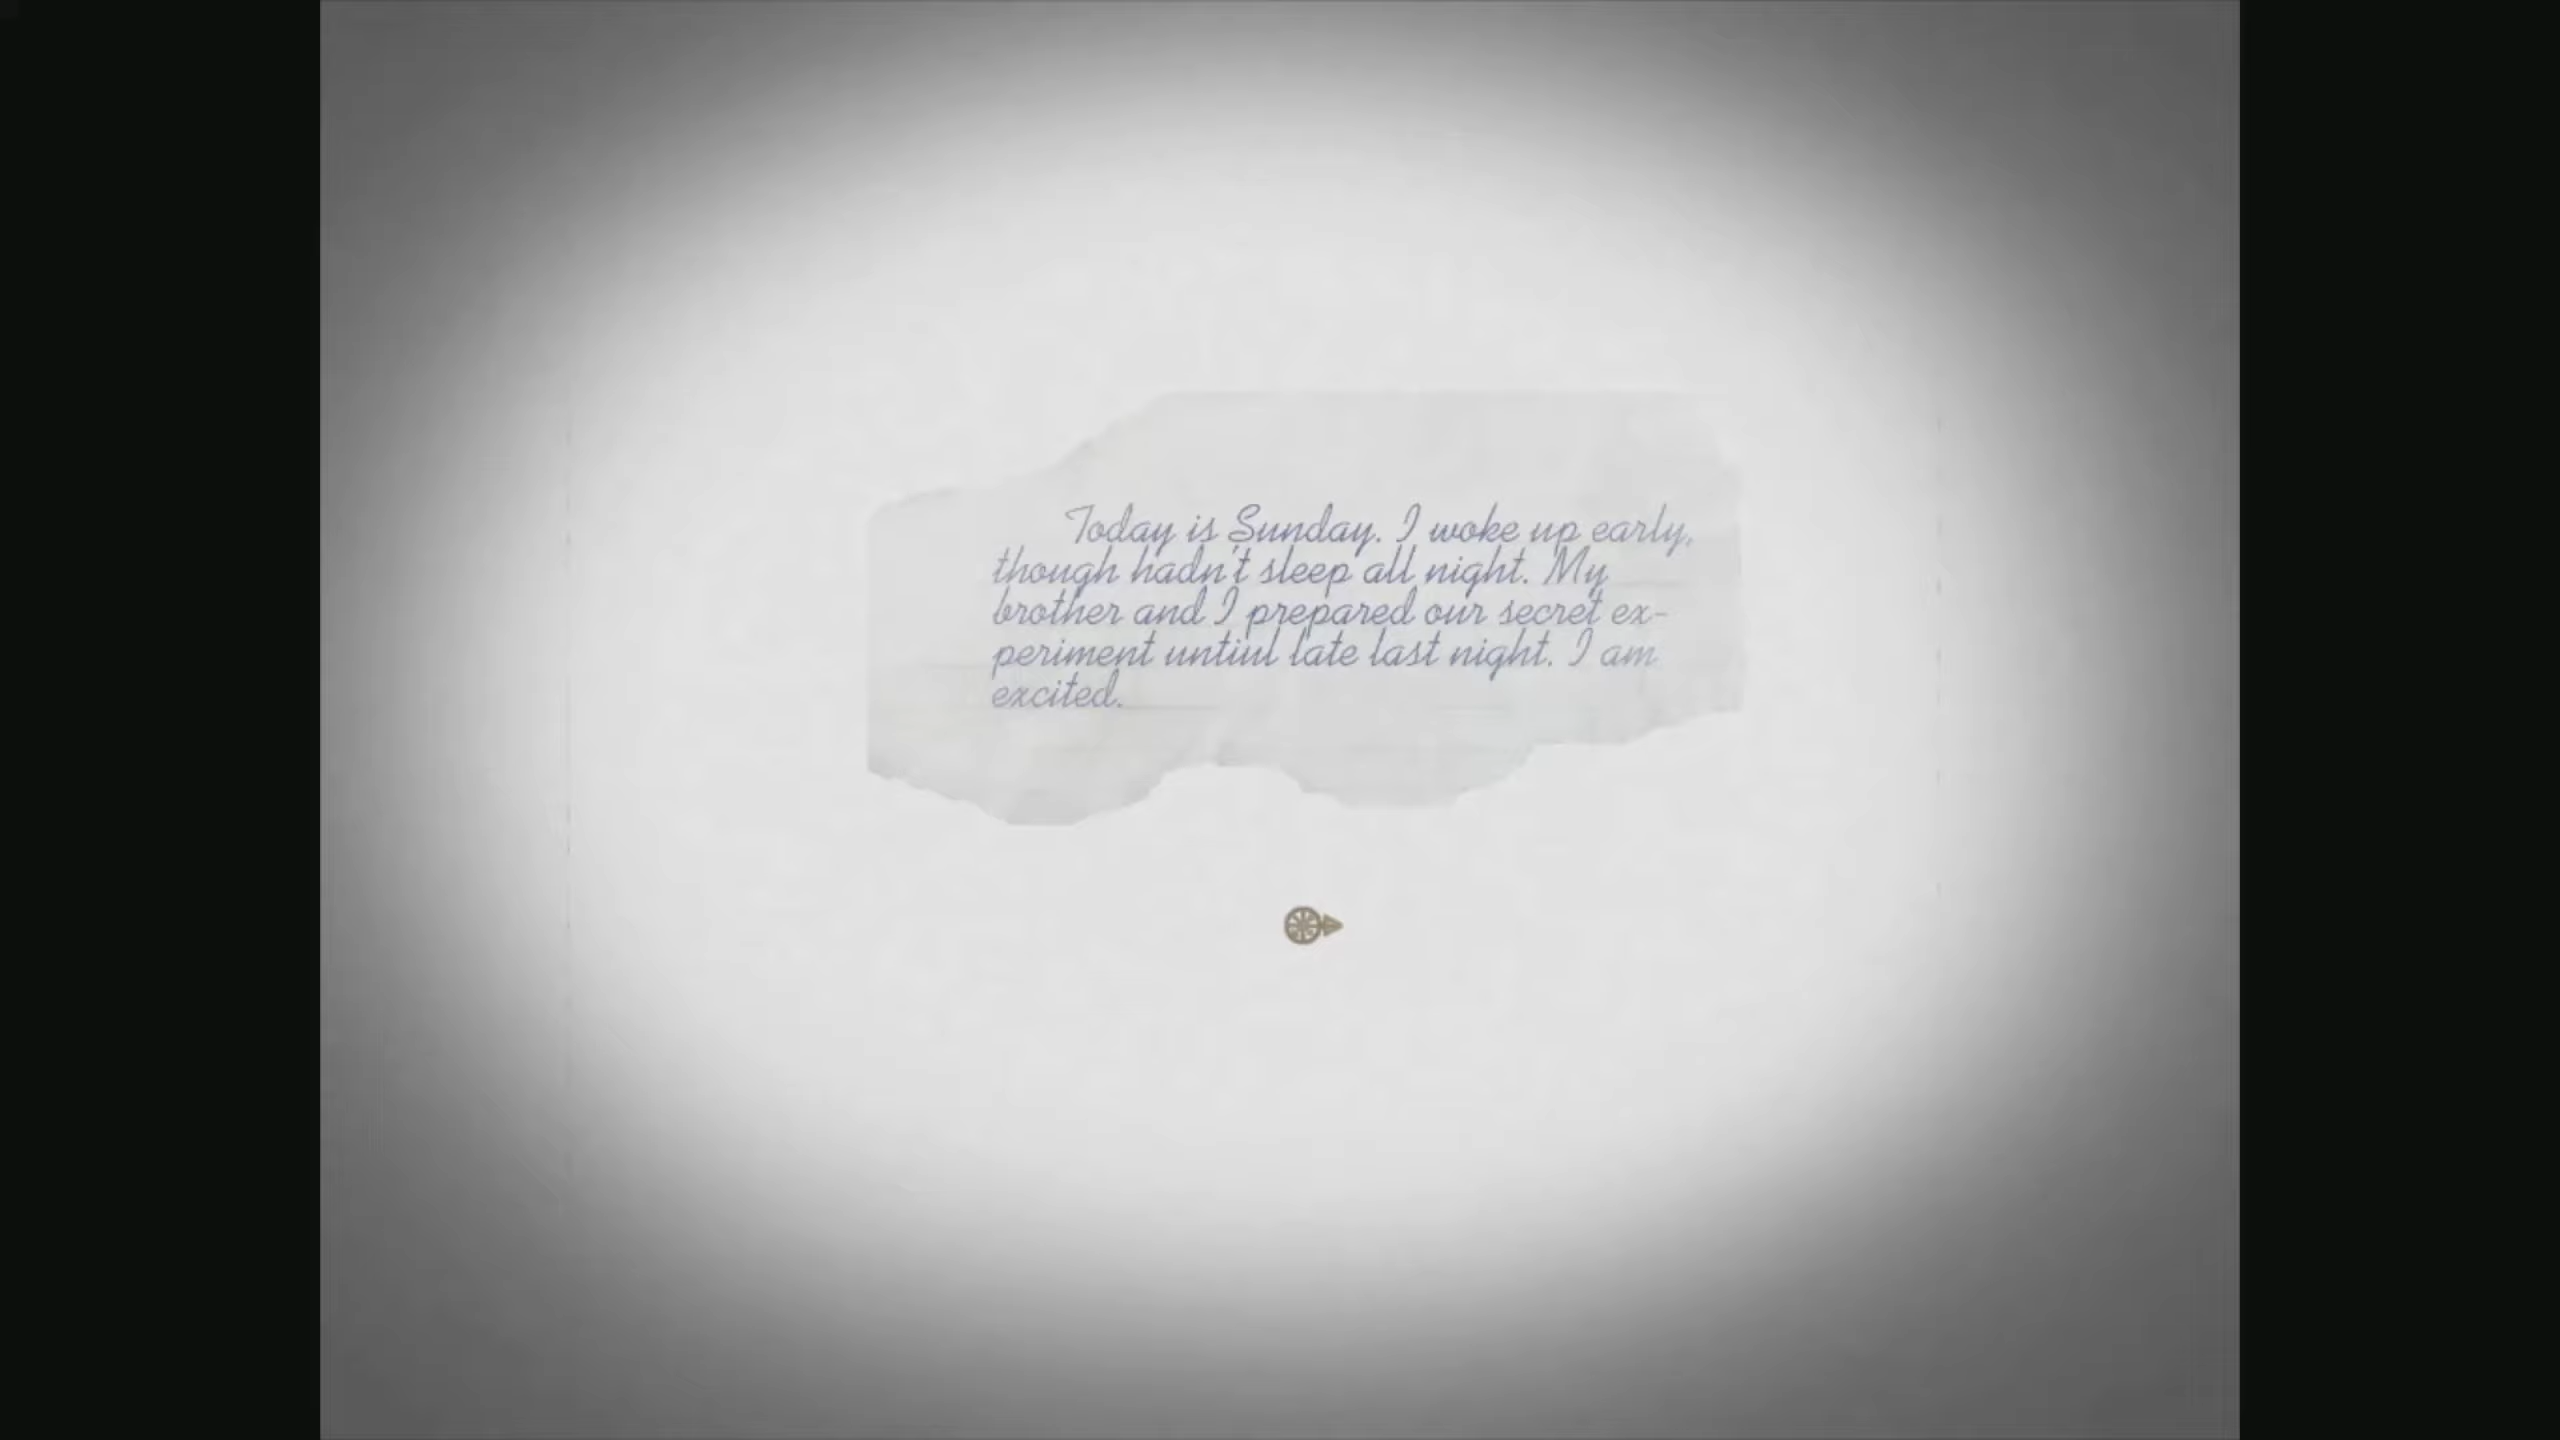 Today is Sunday. I woke up early,
though hadn't sleep all night. My
brother and I prepared our secret ex-
periment untiul late last night. I am
excited.